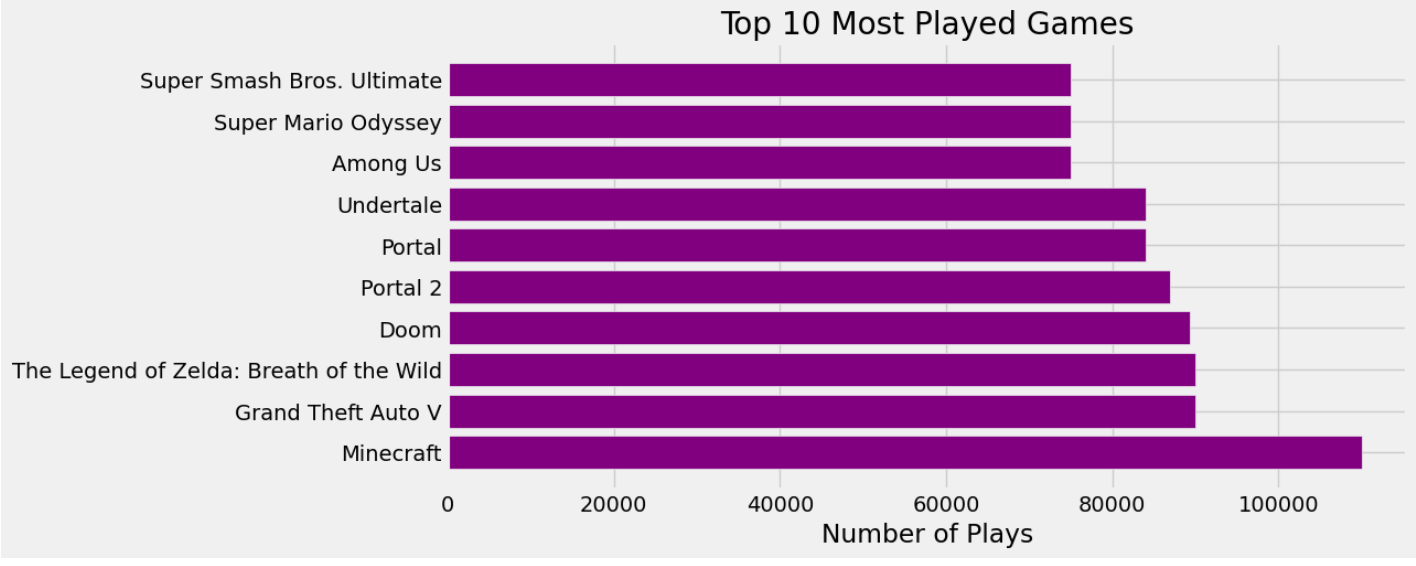 Top 10 Most Played Games
Super Smash Bros. Ultimate
Super Mario Odyssey
Among Us
Undertale
Portal
Portal 2
Doom
The Legend of Zelda: Breath of the Wild
Grand Theft Auto V
Minecraft
0 20000 40000 60000 80000 100000
Number of Plays